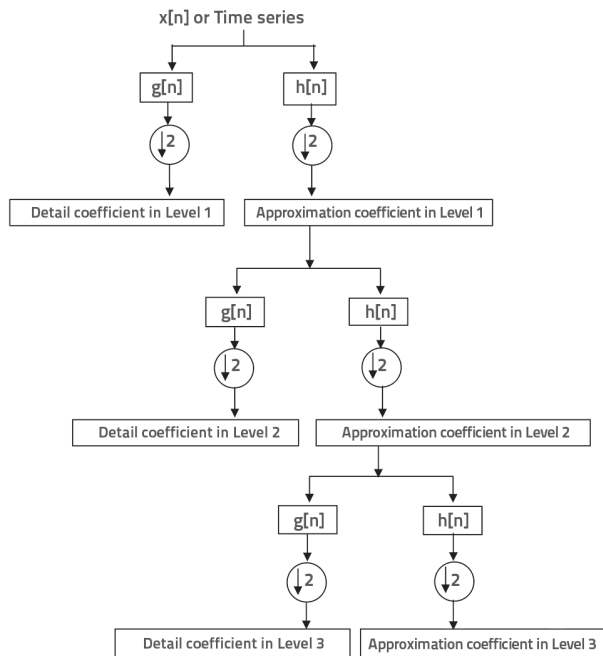 x[n] or Time series
g[n] h[n]
2 2
Detail coefficient in Level 1 Approximation coefficient in Level 1
g[n] h[n]
2 2
Detail coefficient in Level 2 Approximation coefficient in Level 2
g[n] h[n]
2 2
Detail coefficient in Level 3 Approximation coefficient in Level 3